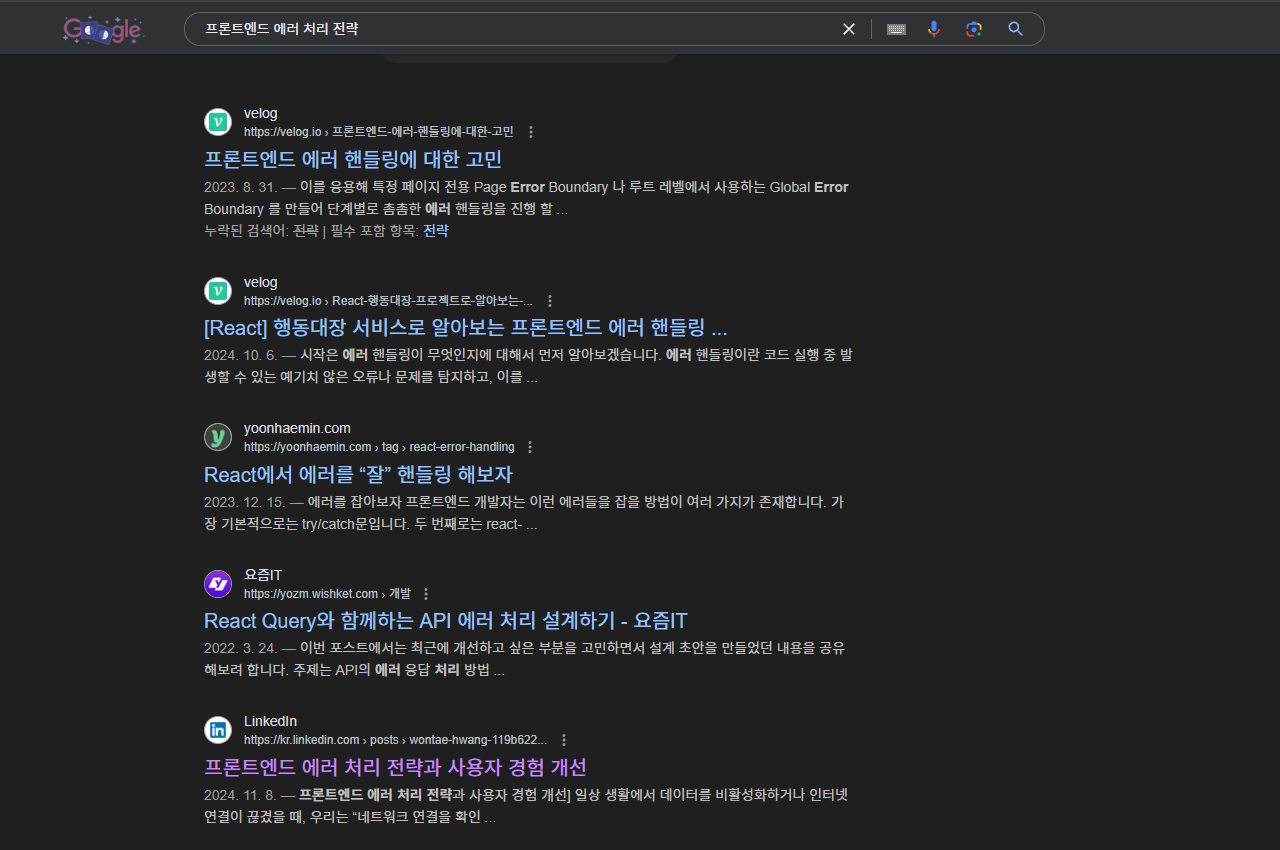 Google
프론트엔드 에러 처리 전략
velog
https://velog.io › 프론트엔드-에러-핸들링에-대한-고민
프론트엔드 에러 핸들링에 대한 고민
2023. 8. 31. — 이를 응용해 특정 페이지 전용 Page Error Boundary 나 루트 레벨에서 사용하는 Global Error
Boundary 를 만들어 단계별로 촘촘한 에러 핸들링을 진행 할 ...
누락된 검색어: 전략 | 필수 포함 항목: 전략
velog
https://velog.io › React-행동대장-프로젝트로-알아보는-...
[React] 행동대장 서비스로 알아보는 프론트엔드 에러 핸들링 ...
2024. 10. 6. — 시작은 에러 핸들링이 무엇인지에 대해서 먼저 알아보겠습니다. 에러 핸들링이란 코드 실행 중 발
생할 수 있는 예기치 않은 오류나 문제를 탐지하고, 이를 ...
yoonhaemin.com
https://yoonhaemin.com › tag › react-error-handling
React에서 에러를 “잘” 핸들링 해보자
2023. 12. 15. — 에러를 잡아보자 프론트엔드 개발자는 이런 에러들을 잡을 방법이 여러 가지가 존재합니다. 가
장 기본적으로는 try/catch문입니다. 두 번째로는 react- ...
요즘IT
https://yozm.wishket.com › 개발
React Query와 함께하는 API 에러 처리 설계하기 - 요즘IT
2022. 3. 24. — 이번 포스트에서는 최근에 개선하고 싶은 부분을 고민하면서 설계 초안을 만들었던 내용을 공유
해보려 합니다. 주제는 API의 에러 응답 처리 방법 ...
LinkedIn
https://kr.linkedin.com › posts › wontae-hwang-119b622...
프론트엔드 에러 처리 전략과 사용자 경험 개선
2024. 11. 8. — 프론트엔드 에러 처리 전략과 사용자 경험 개선] 일상 생활에서 데이터를 비활성화하거나 인터넷
연결이 끊겼을 때, 우리는 “네트워크 연결을 확인 ...